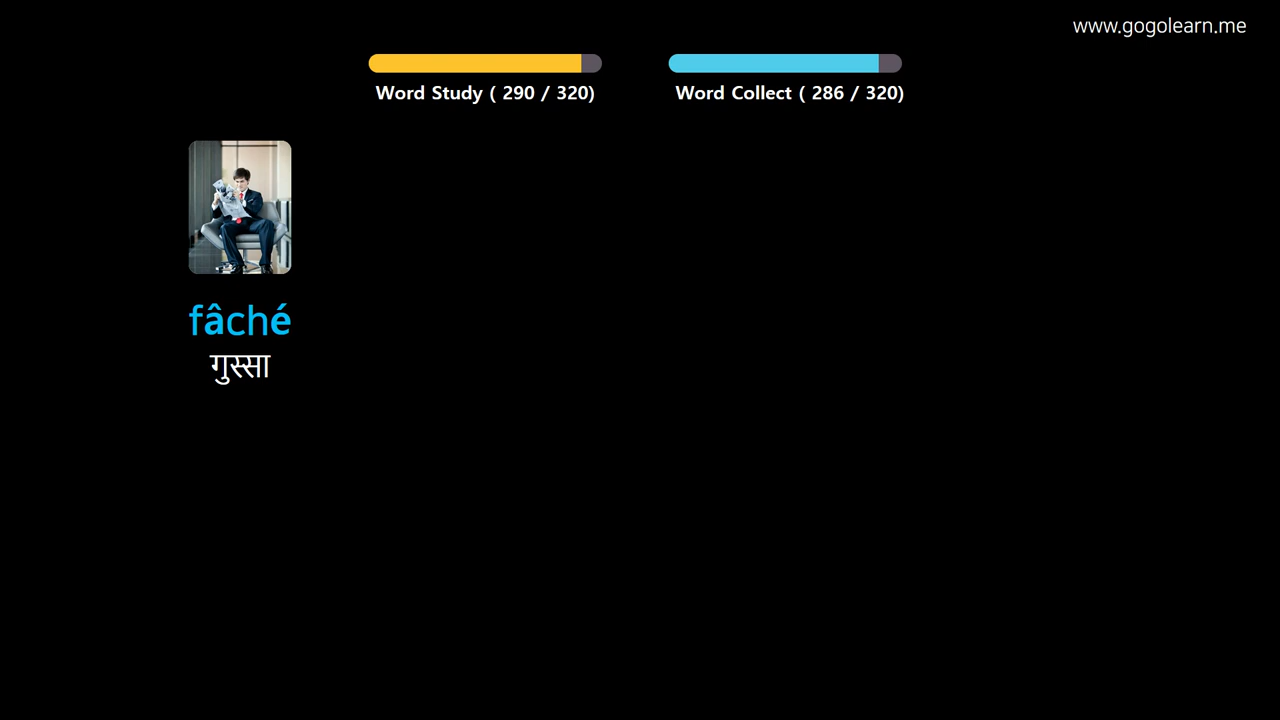 www.gogolearn.me
Word Study ( 290 / 320)
Word Collect ( 286 / 320)
fâché
गुस्सा